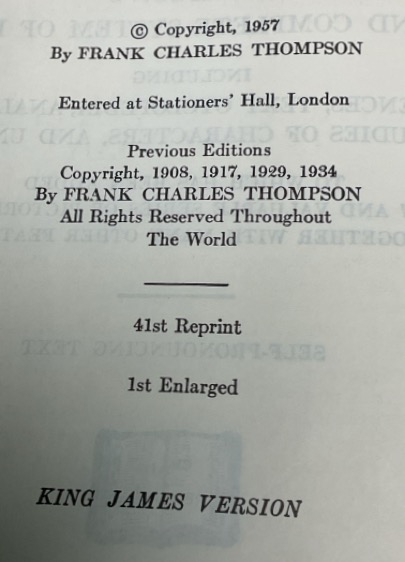 © Copyright, 1957
By FRANK CHARLES THOMPSON
Entered at Stationers' Hall, London
Previous Editions
Copyright, 1908, 1917, 1929, 1934
By FRANK CHARLES THOMPSON
All Rights Reserved Throughout
The World
41st Reprint
1st Enlarged
KING JAMES VERSION